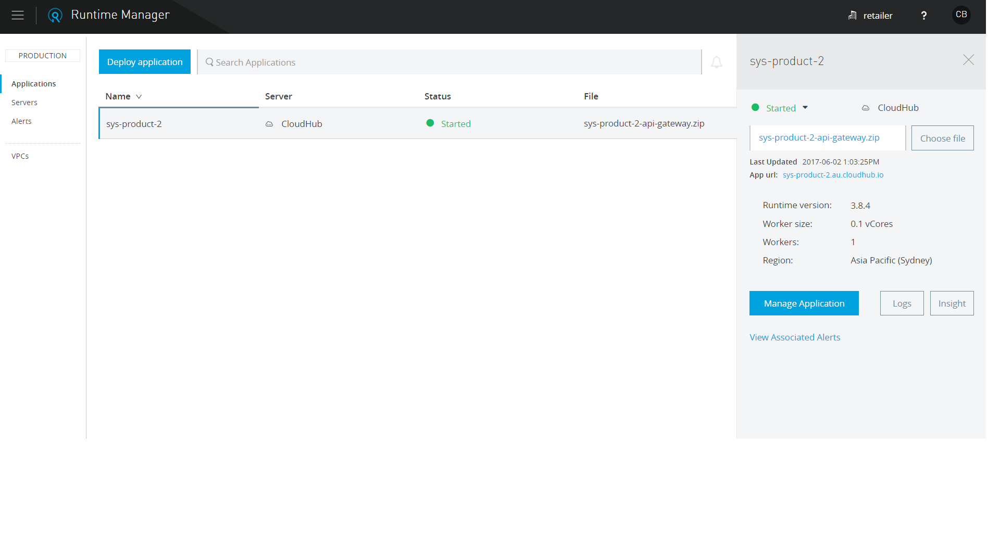 Runtime Manager
retailer
?
CB
PRODUCTION
Applications
Servers
Alerts
VPCs
Deploy application
Search Applications
Name Server Status File
sys-product-2 CloudHub Started sys-product-2-api-gateway.zip
sys-product-2
Started CloudHub
sys-product-2-api-gateway.zip Choose file
Last Updated 2017-06-02 1:03:25PM
App url: sys-product-2.au.cloudhub.io
Runtime version: 3.8.4
Worker size: 0.1 vCores
Workers: 1
Region: Asia Pacific (Sydney)
Manage Application Logs Insight
View Associated Alerts